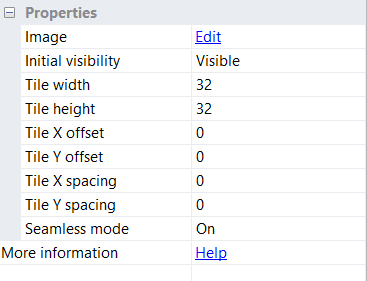 Properties
Image Edit
Initial visibility Visible
Tile width 32
Tile height 32
Tile X offset 0
Tile Y offset 0
Tile X spacing 0
Tile Y spacing 0
Seamless mode On
More information Help